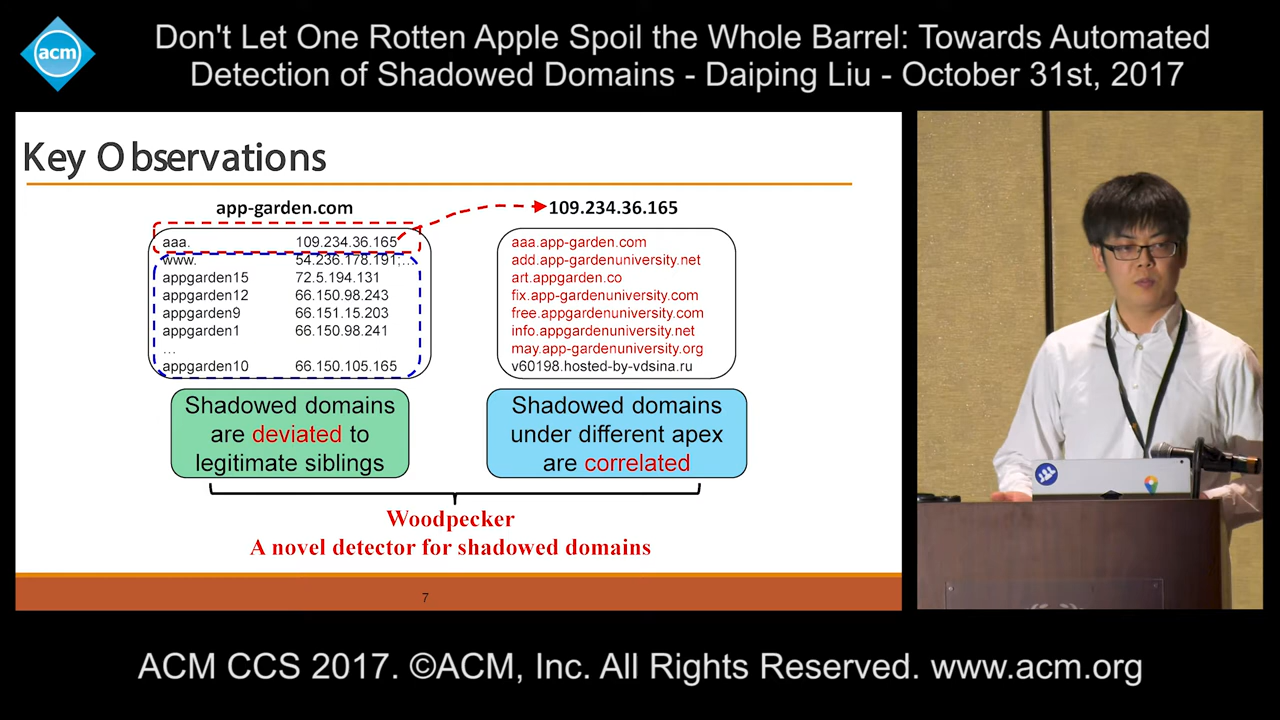 acm
Don't Let One Rotten Apple Spoil the Whole Barrel: Towards Automated
Detection of Shadowed Domains - Daiping Liu - October 31st, 2017
Key Observations
app-garden.com
aaa. 109.234.36.165
www. 54.236.178.191;...
appgarden15 72.5.194.131
appgarden12 66.150.98.243
appgarden9 66.151.15.203
appgarden1 66.150.98.241
...
appgarden10 66.150.105.165
109.234.36.165
aaa.app-garden.com
add.app-gardenuniversity.net
art.appgarden.co
fix.app-gardenuniversity.com
free.appgardenuniversity.com
info.appgardenuniversity.net
may.app-gardenuniversity.org
v60198.hosted-by-vdsina.ru
Shadowed domains
are deviated to
legitimate siblings
Shadowed domains
under different apex
are correlated
Woodpecker
A novel detector for shadowed domains
7
ACM CCS 2017. ©ACM, Inc. All Rights Reserved. www.acm.org